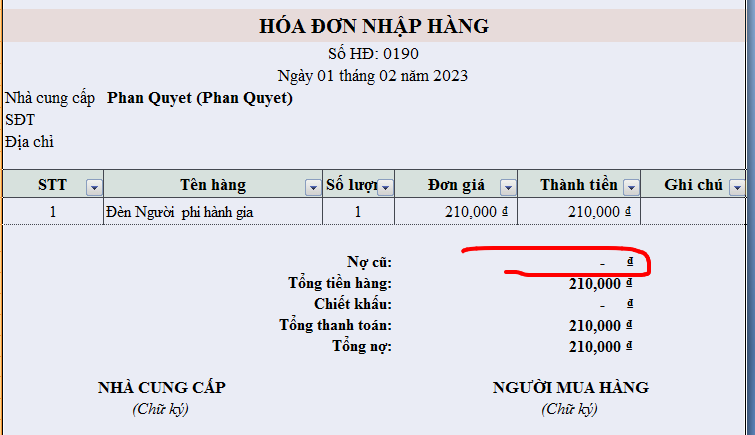 HÓA ĐƠN NHẬP HÀNG
Số HĐ: 0190
Ngày 01 tháng 02 năm 2023
Nhà cung cấp Phan Quyet (Phan Quyet)
SĐT
Địa chỉ
STT Tên hàng Số lượn Đơn giá Thành tiền Ghi chú
1 Đèn Người phi hành gia 1 210,000 ₫ 210,000 ₫
Nợ cũ: - ₫
Tổng tiền hàng: 210,000 ₫
Chiết khấu: - ₫
Tổng thanh toán: 210,000 ₫
Tổng nợ: 210,000 ₫
NHÀ CUNG CẤP NGƯỜI MUA HÀNG
(Chữ ký) (Chữ ký)